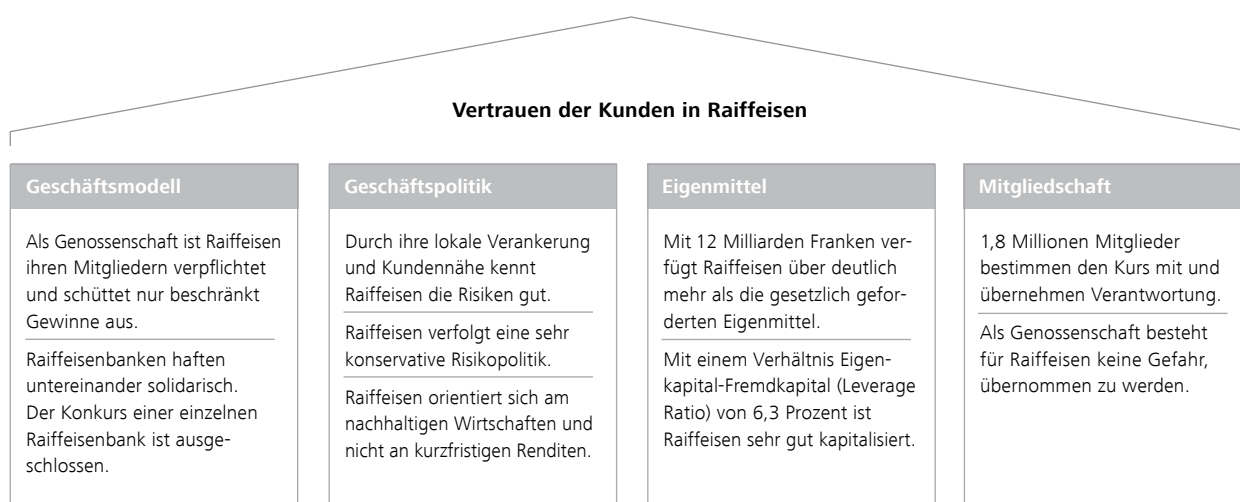 Vertrauen der Kunden in Raiffeisen
Geschäftsmodell
Als Genossenschaft ist Raiffeisen
ihren Mitgliedern verpflichtet
und schüttet nur beschränkt
Gewinne aus.
Raiffeisenbanken haften
untereinander solidarisch.
Der Konkurs einer einzelnen
Raiffeisenbank ist ausge-
schlossen.
Geschäftspolitik
Durch ihre lokale Verankerung
und Kundennähe kennt
Raiffeisen die Risiken gut.
Raiffeisen verfolgt eine sehr
konservative Risikopolitik.
Raiffeisen orientiert sich am
nachhaltigen Wirtschaften und
nicht an kurzfristigen Renditen.
Eigenmittel
Mit 12 Milliarden Franken ver-
fügt Raiffeisen über deutlich
mehr als die gesetzlich gefor-
derten Eigenmittel.
Mit einem Verhältnis Eigen-
kapital-Fremdkapital (Leverage
Ratio) von 6,3 Prozent ist
Raiffeisen sehr gut kapitalisiert.
Mitgliedschaft
1,8 Millionen Mitglieder
bestimmen den Kurs mit und
übernehmen Verantwortung.
Als Genossenschaft besteht
für Raiffeisen keine Gefahr,
übernommen zu werden.